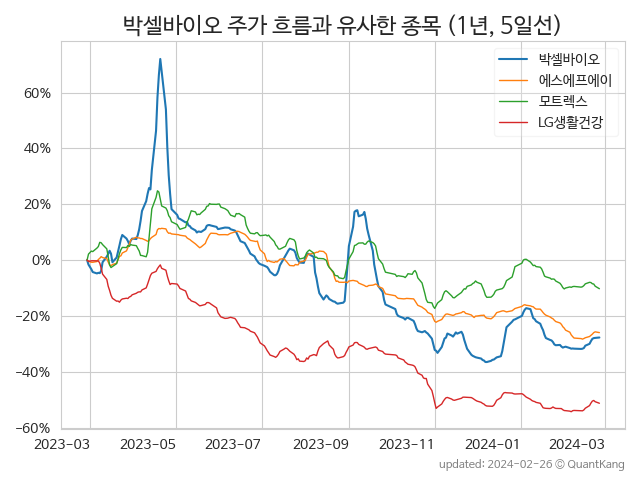 박셀바이오 주가 흐름과 유사한 종목 (1년, 5일선)
박셀바이오
에스에프에이
모트렉스
LG생활건강
60%
40%
20%
0%
−20%
−40%
−60%
2023-03 2023-05 2023-07 2023-09 2023-11 2024-01 2024-03
updated: 2024-02-26 © QuantKang